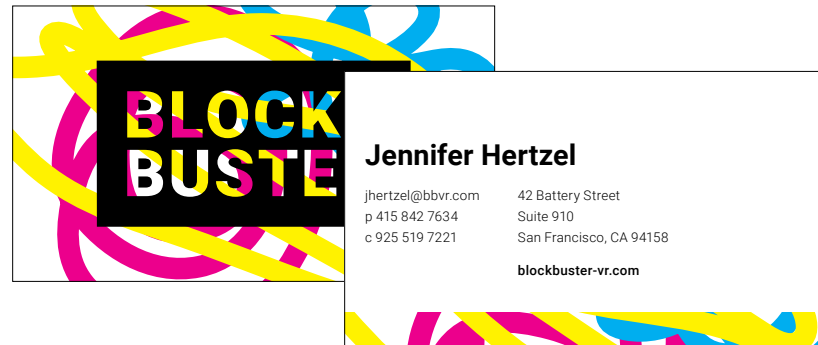 BLOCK
BUSTE
Jennifer Hertzel
jhertzel@bbvr.com
p 415 842 7634
c 925 519 7221
42 Battery Street
Suite 910
San Francisco, CA 94158
blockbuster-vr.com